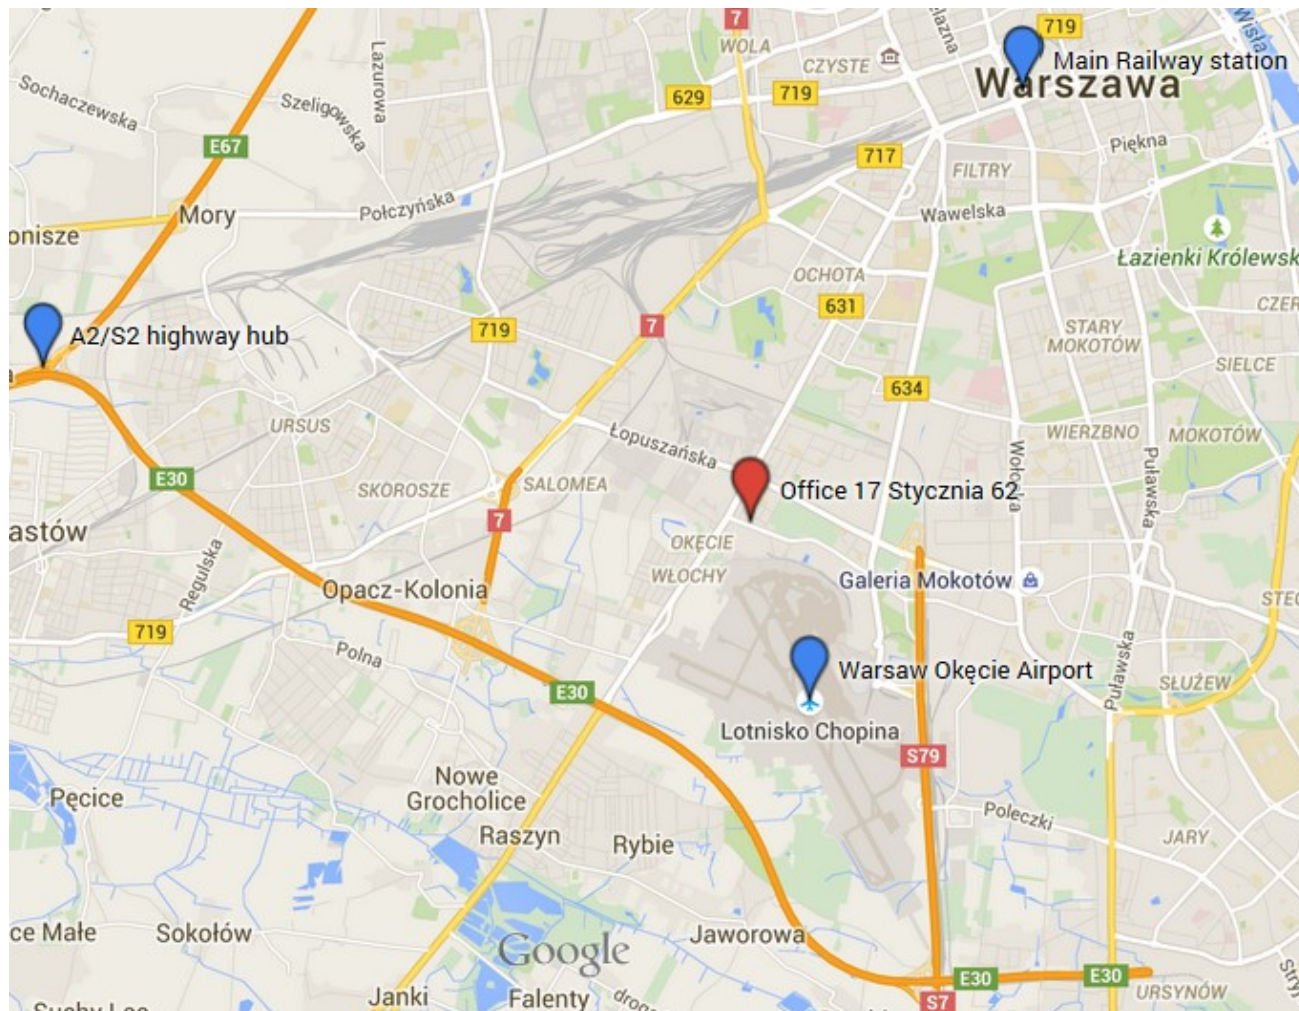 7
719
Wisła
WOLA
CZYSTE
Main Railway station
Warszawa
Lazurowa
Sochaczewska
Szeligowska
629
719
E67
717
Piękna
FILTRY
Mory
Połczyńska
Wawelska
onisze
Łazienki Królewsk
OCHOTA
631
CZER
A2/S2 highway hub
719
7
STARY
MOKOTÓW
SIELCE
634
URSUS
Łopuszańska
WIERZBNO
MOKOTÓW
E30
SKOROSZE
SALOMEA
Office 17 Stycznia 62
Wołoska
Puławska
7
astów
OKĘCIE
WŁOCHY
Regulska
Opacz-Kolonia
Galeria Mokotów
STEG
719
Polna
Warsaw Okęcie Airport
Puławska
SŁUŻEW
E30
Lotnisko Chopina
S79
Nowe
Grocholice
Pęcice
Raszyn
Rybie
Poleczki
JARY
ce Małe
Sokołów
Google
Jaworowa
E30
E30
Janki
Falenty
S7
URSYNÓW